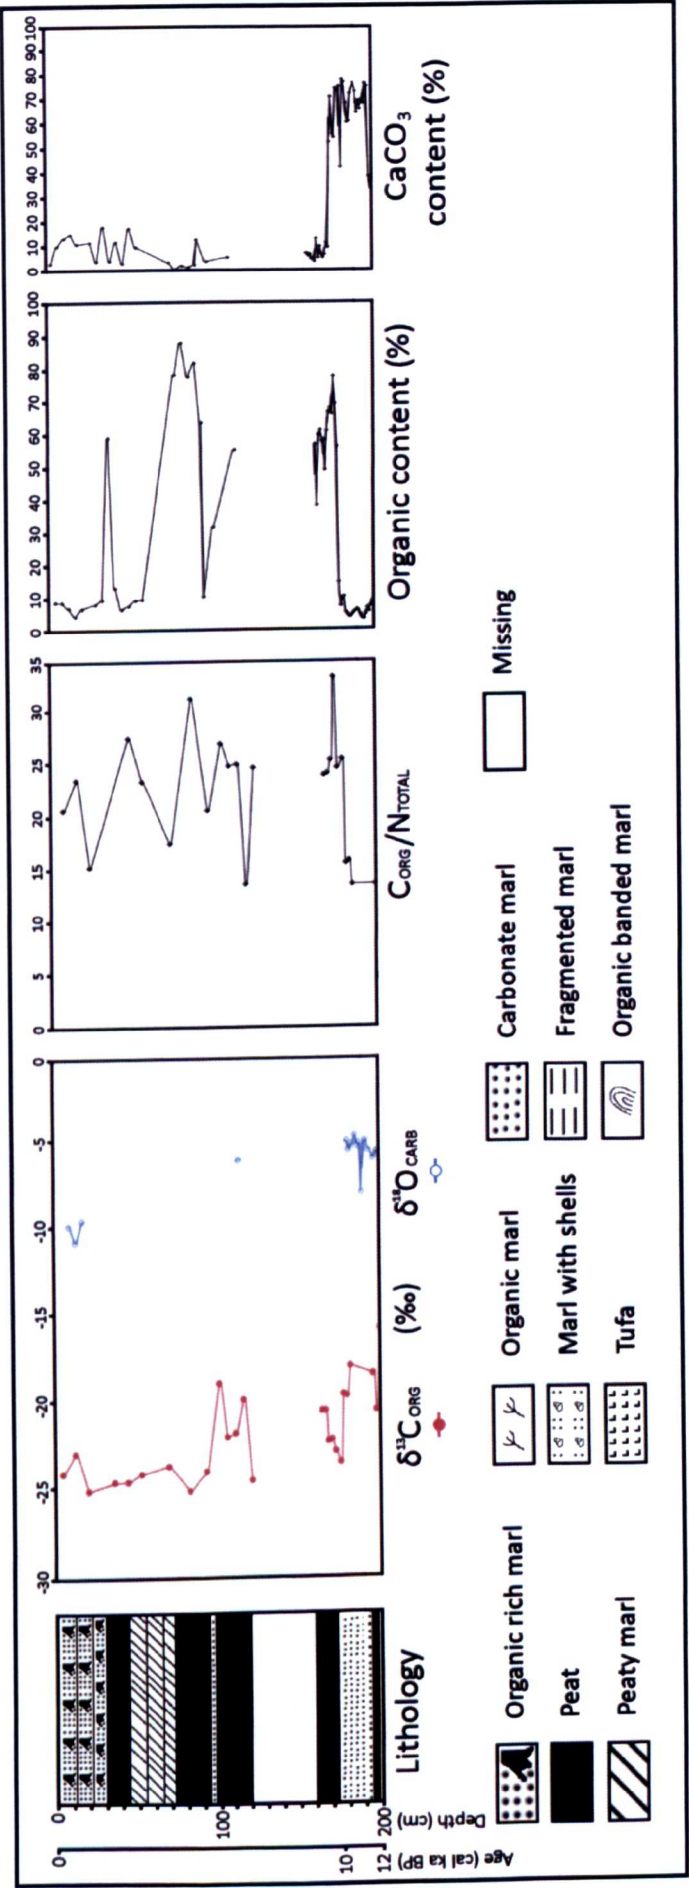 0
10
12
Age (cal ka BP)
0
100
200
Depth (cm)
Lithology
-30 -25 -20 -15 -10 -5 0
δ¹³C ORG (‰) δ¹⁸O CARB
0 5 10 15 20 25 30 35
CORG/NTOTAL
0 10 20 30 40 50 60 70 80 90 100
Organic content (%)
0 10 20 30 40 50 60 70 80 90 100
CaCO₃
content (%)
Organic rich marl Organic marl Carbonate marl Missing
Peat Marl with shells Fragmented marl
Peaty marl Tufa Organic banded marl